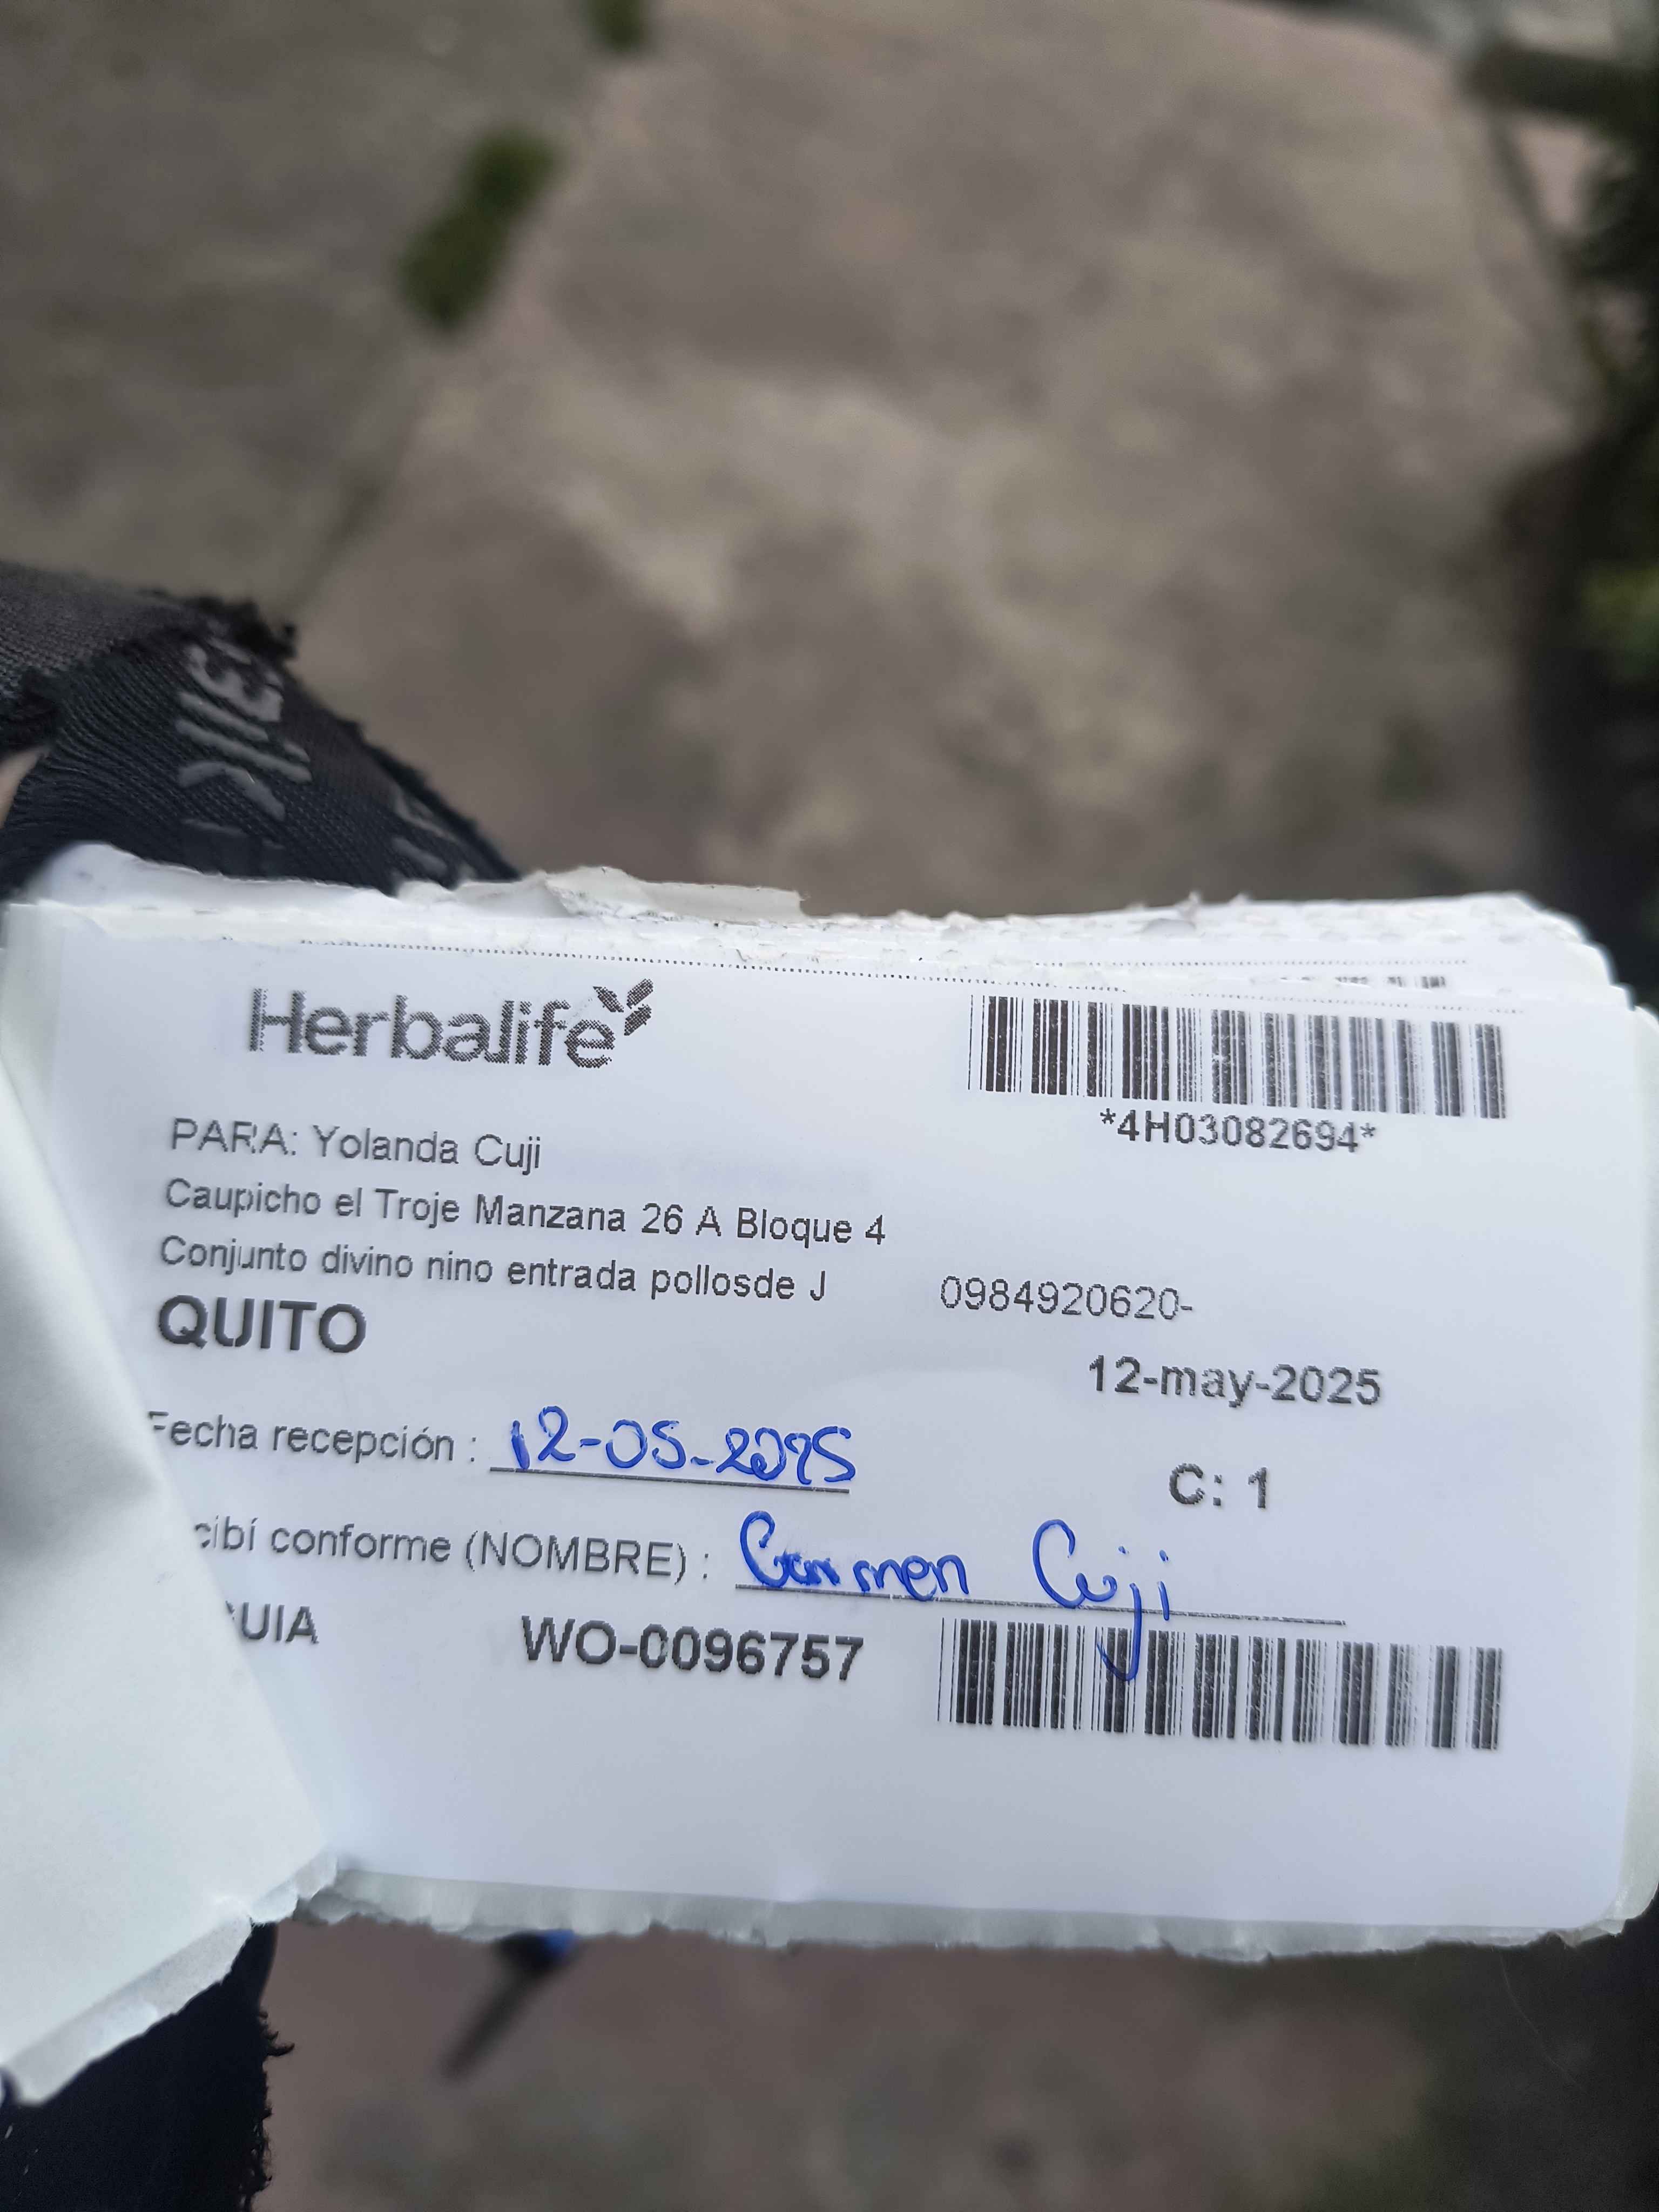 Herbalife
*4H03082694*
PARA: Yolanda Cuji
Caupicho el Troje Manzana 26 A Bloque 4
Conjunto divino nino entrada pollosde J 0984920620-
QUITO
12-may-2025
Fecha recepción : 12-05-2025
C: 1
cibí conforme (NOMBRE) : Carmen Cuji
UIA WO-0096757